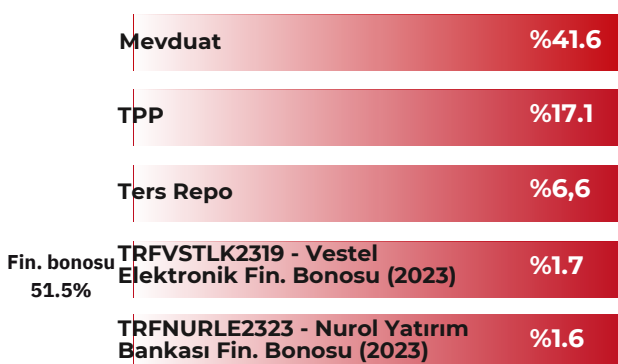 Mevduat %41.6
TPP %17.1
Ters Repo %6,6
Fin. bonosu
51.5%
TRFVSTLK2319 - Vestel
Elektronik Fin. Bonosu (2023)
%1.7
TRFNURLE2323 - Nurol Yatırım
Bankası Fin. Bonosu (2023)
%1.6